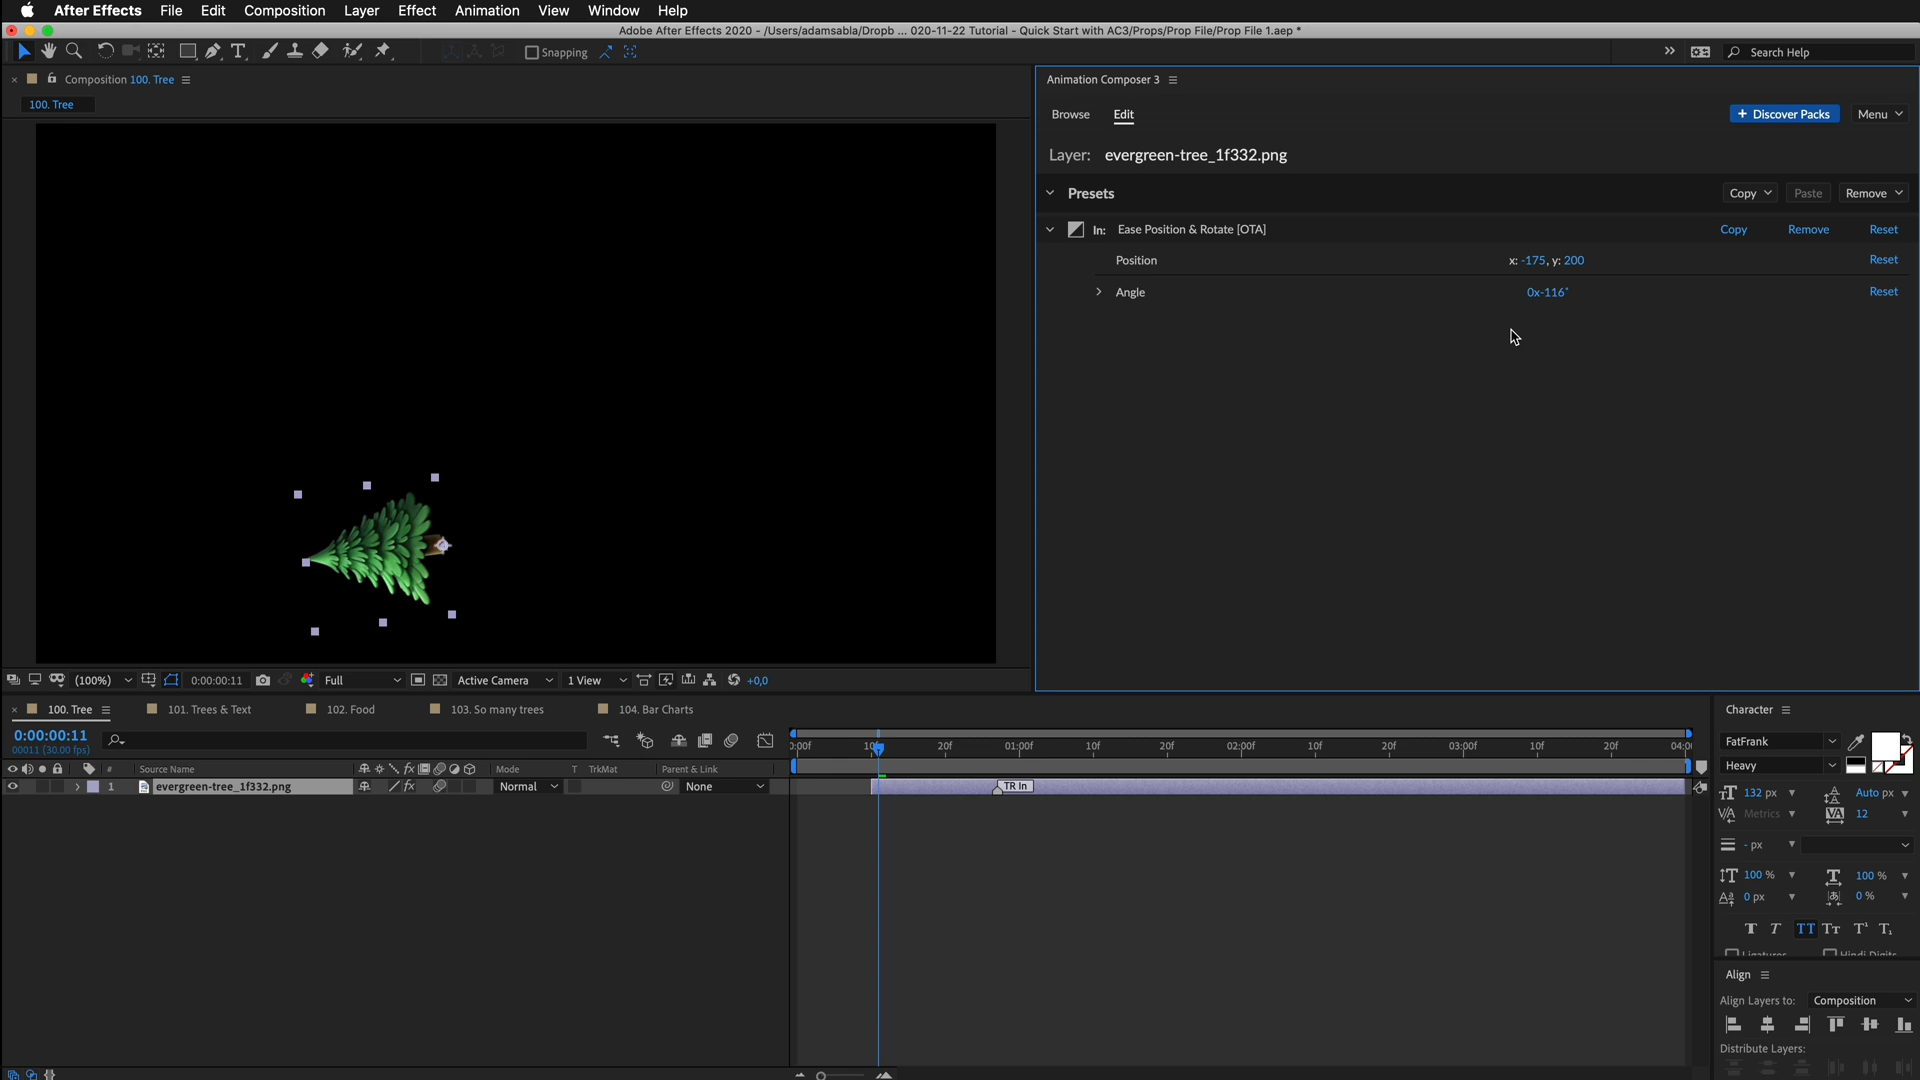 After Effects File Edit Composition Layer Effect Animation View Window Help
Adobe After Effects 2020 - /Users/adamsabla/Dropb ... 020-11-22 Tutorial - Quick Start with AC3/Props/Prop File/Prop File 1.aep *
Snapping
Search Help
Composition 100. Tree
100. Tree
Animation Composer 3
Browse Edit
+ Discover Packs Menu
Layer: evergreen-tree_1f332.png
Presets Copy Paste Remove
In: Ease Position & Rotate [OTA] Copy Remove Reset
Position x: -175, y: 200 Reset
Angle 0x-116° Reset
(100%) 0:00:00:11 Full Active Camera 1 View +0,0
100. Tree 101. Trees & Text 102. Food 103. So many trees 104. Bar Charts
0:00:00:11
00011 (30.00 fps)
20f 01:00f 10f 20f 02:00f 10f 20f 03:00f 10f 20f
# Source Name Mode T TrkMat Parent & Link
1 evergreen-tree_1f332.png Normal None
TR In
Character
FatFrank
Heavy
132 px Auto px
Metrics 12
- px
100 % 100 %
0 px 0 %
Ligatures Hindi Digits
Align
Align Layers to: Composition
Distribute Layers: